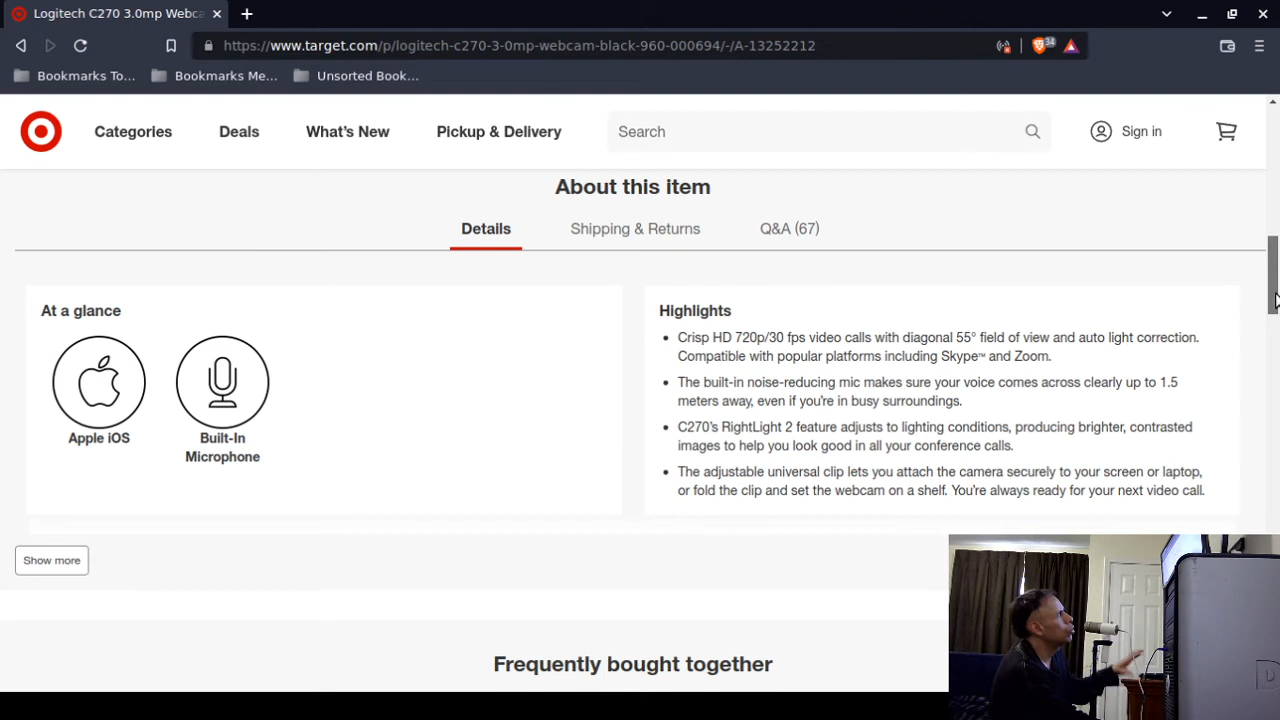 Logitech C270 3.0mp Webca
https://www.target.com/p/logitech-c270-3-0mp-webcam-black-960-000694/-/A-13252212
34
Bookmarks To... Bookmarks Me... Unsorted Book...
Categories Deals What's New Pickup & Delivery Search Sign in
About this item
Details Shipping & Returns Q&A (67)
At a glance
Apple iOS
Built-In
Microphone
Highlights
• Crisp HD 720p/30 fps video calls with diagonal 55° field of view and auto light correction.
Compatible with popular platforms including Skype™ and Zoom.
• The built-in noise-reducing mic makes sure your voice comes across clearly up to 1.5
meters away, even if you're in busy surroundings.
• C270's RightLight 2 feature adjusts to lighting conditions, producing brighter, contrasted
images to help you look good in all your conference calls.
• The adjustable universal clip lets you attach the camera securely to your screen or laptop,
or fold the clip and set the webcam on a shelf. You're always ready for your next video call.
Show more
Frequently bought together